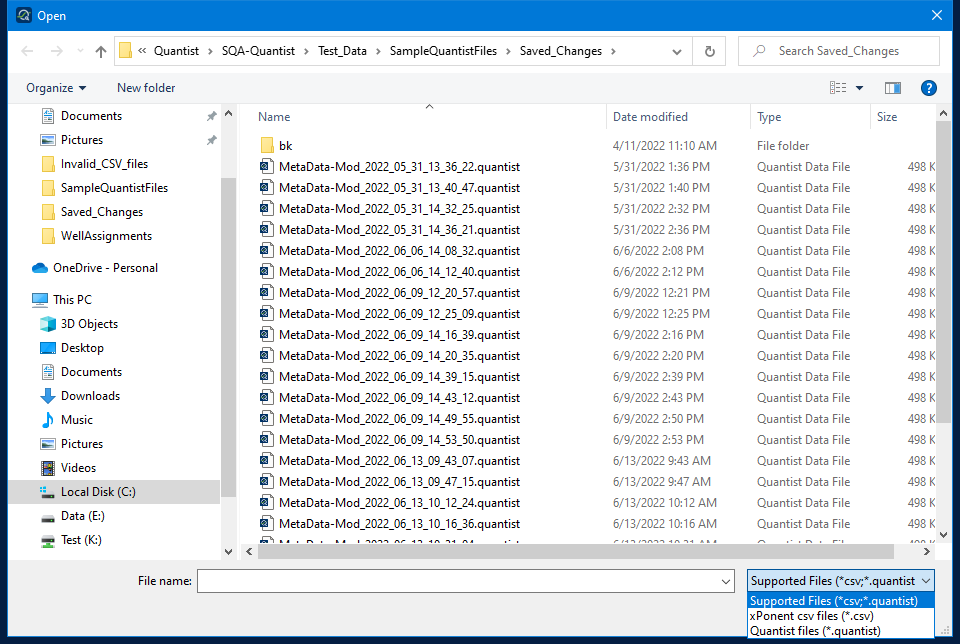 Open
« Quantist > SQA-Quantist > Test_Data > SampleQuantistFiles > Saved_Changes >
Search Saved_Changes
Organize New folder
Documents
Pictures
Invalid_CSV_files
SampleQuantistFiles
Saved_Changes
WellAssignments
OneDrive - Personal
This PC
3D Objects
Desktop
Documents
Downloads
Music
Pictures
Videos
Local Disk (C:)
Data (E:)
Test (K:)
Name Date modified Type Size
bk 4/11/2022 11:10 AM File folder
MetaData-Mod_2022_05_31_13_36_22.quantist 5/31/2022 1:36 PM Quantist Data File 498 K
MetaData-Mod_2022_05_31_13_40_47.quantist 5/31/2022 1:40 PM Quantist Data File 498 K
MetaData-Mod_2022_05_31_14_32_25.quantist 5/31/2022 2:32 PM Quantist Data File 498 K
MetaData-Mod_2022_05_31_14_36_21.quantist 5/31/2022 2:36 PM Quantist Data File 498 K
MetaData-Mod_2022_06_06_14_08_32.quantist 6/6/2022 2:08 PM Quantist Data File 498 K
MetaData-Mod_2022_06_06_14_12_40.quantist 6/6/2022 2:12 PM Quantist Data File 498 K
MetaData-Mod_2022_06_09_12_20_57.quantist 6/9/2022 12:21 PM Quantist Data File 498 K
MetaData-Mod_2022_06_09_12_25_09.quantist 6/9/2022 12:25 PM Quantist Data File 498 K
MetaData-Mod_2022_06_09_14_16_39.quantist 6/9/2022 2:16 PM Quantist Data File 498 K
MetaData-Mod_2022_06_09_14_20_35.quantist 6/9/2022 2:20 PM Quantist Data File 498 K
MetaData-Mod_2022_06_09_14_39_15.quantist 6/9/2022 2:39 PM Quantist Data File 498 K
MetaData-Mod_2022_06_09_14_43_12.quantist 6/9/2022 2:43 PM Quantist Data File 498 K
MetaData-Mod_2022_06_09_14_49_55.quantist 6/9/2022 2:50 PM Quantist Data File 498 K
MetaData-Mod_2022_06_09_14_53_50.quantist 6/9/2022 2:53 PM Quantist Data File 498 K
MetaData-Mod_2022_06_13_09_43_07.quantist 6/13/2022 9:43 AM Quantist Data File 498 K
MetaData-Mod_2022_06_13_09_47_15.quantist 6/13/2022 9:47 AM Quantist Data File 498 K
MetaData-Mod_2022_06_13_10_12_24.quantist 6/13/2022 10:12 AM Quantist Data File 498 K
MetaData-Mod_2022_06_13_10_16_36.quantist 6/13/2022 10:16 AM Quantist Data File 498 K
File name: Supported Files (*csv;*.quantist
Supported Files (*csv;*.quantist)
xPonent csv files (*.csv)
Quantist files (*.quantist)